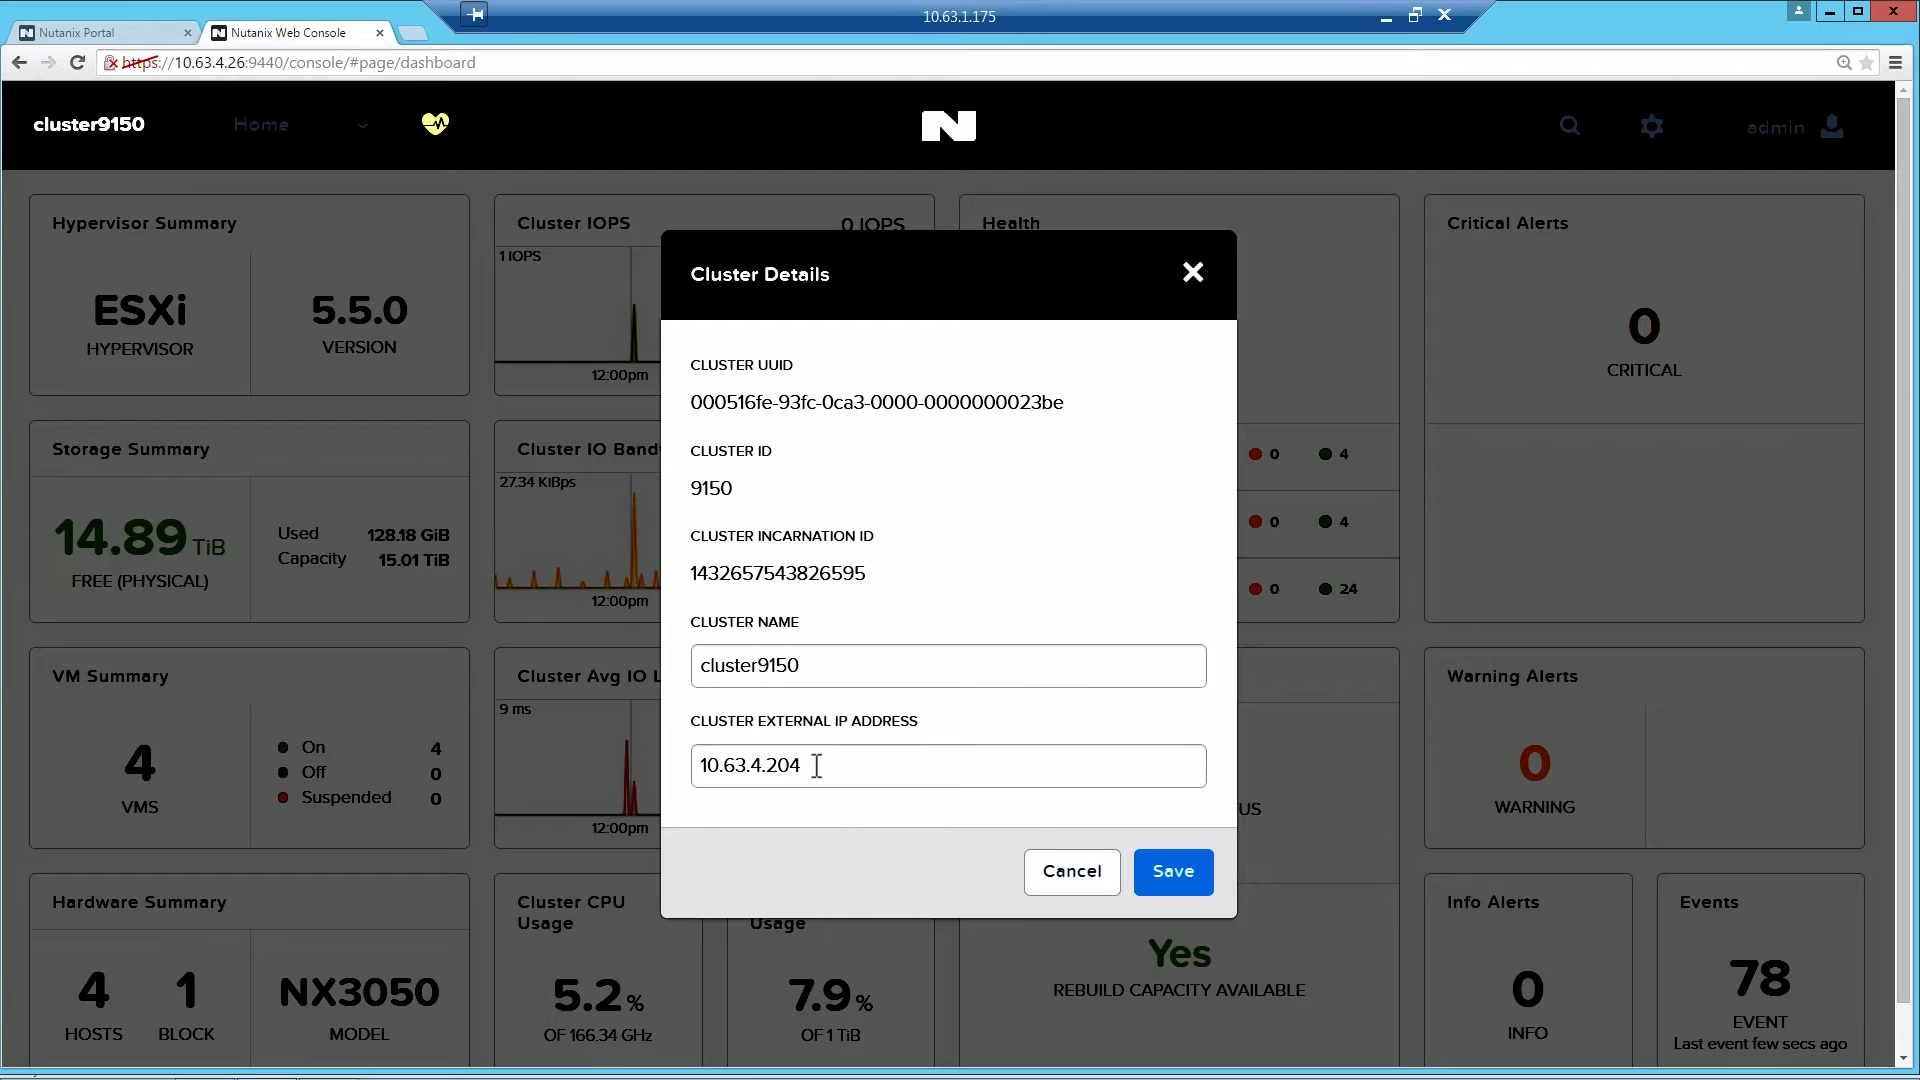 10.63.1.175
Nutanix Portal
Nutanix Web Console
https://10.63.4.26:9440/console/#page/dashboard
cluster9150
Home
admin
Hypervisor Summary
ESXi
HYPERVISOR
5.5.0
VERSION
Cluster IOPS
0 IOPS
1 IOPS
12:00pm
Health
Critical Alerts
0
CRITICAL
Cluster Details
CLUSTER UUID
000516fe-93fc-0ca3-0000-0000000023be
CLUSTER ID
9150
CLUSTER INCARNATION ID
1432657543826595
CLUSTER NAME
cluster9150
CLUSTER EXTERNAL IP ADDRESS
10.63.4.204
Cancel
Save
Storage Summary
14.89 TiB
FREE (PHYSICAL)
Used 128.18 GiB
Capacity 15.01 TiB
Cluster IO Band
27.34 KiBps
12:00pm
0 4
0 4
0 24
VM Summary
4
VMS
On 4
Off 0
Suspended 0
Cluster Avg IO L
9 ms
12:00pm
US
Warning Alerts
0
WARNING
Hardware Summary
4
HOSTS
1
BLOCK
NX3050
MODEL
Cluster CPU
Usage
5.2 %
OF 166.34 GHz
Usage
7.9 %
OF 1 TiB
Yes
REBUILD CAPACITY AVAILABLE
Info Alerts
0
INFO
Events
78
EVENT
Last event few secs ago